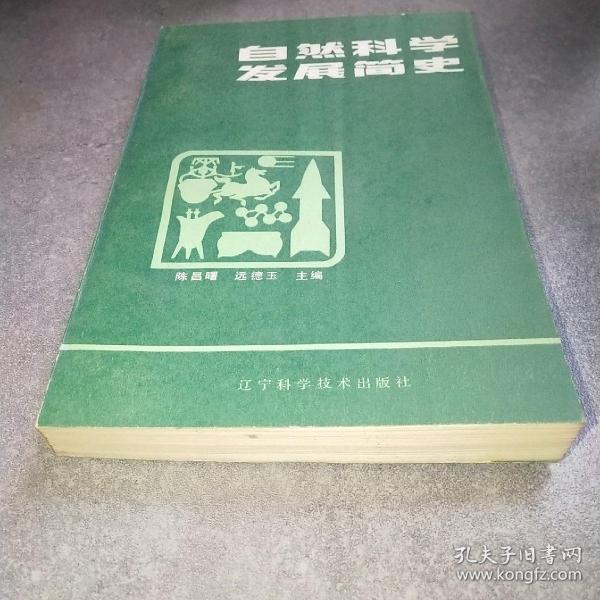 自然科学
发展简史
陈昌曙 远德玉 主编
辽宁科学技术出版社
孔夫子旧书网
www.kongfz.com